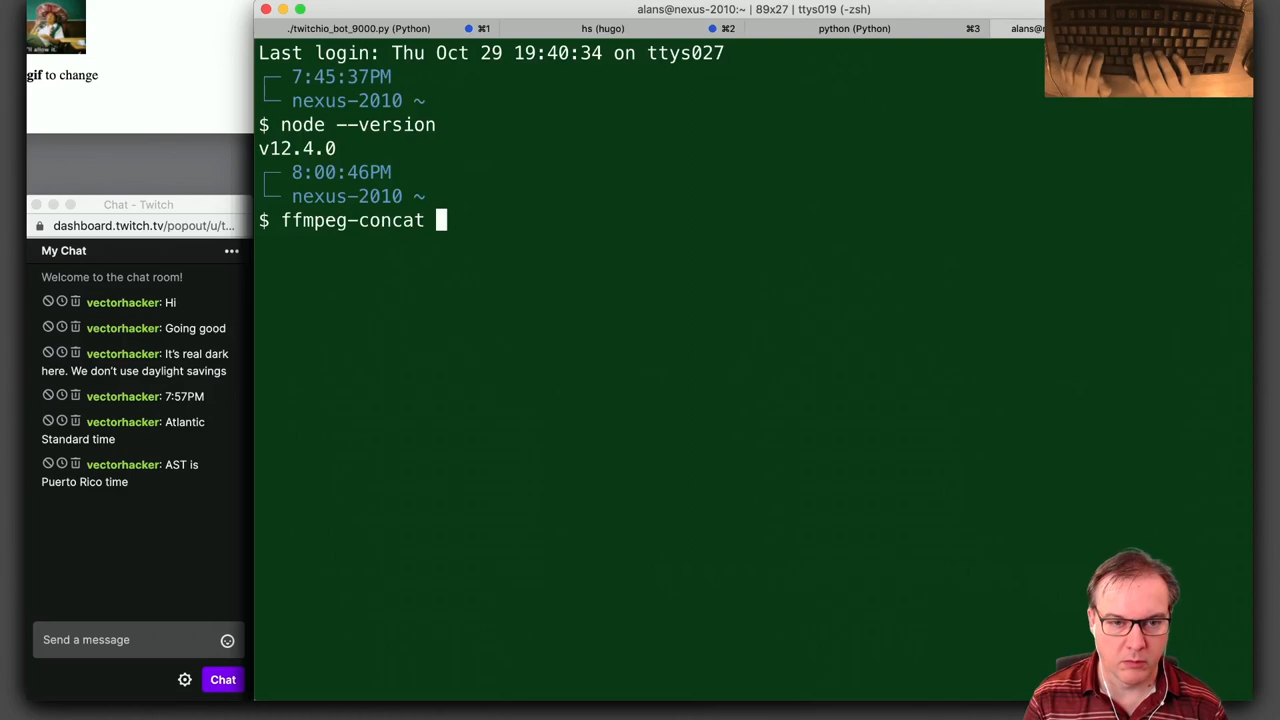 I'll allow it.
gif to change
Chat - Twitch
dashboard.twitch.tv/popout/u/t...
My Chat
Welcome to the chat room!
vectorhacker: Hi
vectorhacker: Going good
vectorhacker: It's real dark
here. We don't use daylight savings
vectorhacker: 7:57PM
vectorhacker: Atlantic
Standard time
vectorhacker: AST is
Puerto Rico time
Send a message
Chat
alans@nexus-2010:~ | 89x27 | ttys019 (-zsh)
./twitchio_bot_9000.py (Python)
⌘1
hs (hugo)
⌘2
python (Python)
⌘3
Last login: Thu Oct 29 19:40:34 on ttys027
7:45:37PM
nexus-2010 ~
$ node --version
v12.4.0
8:00:46PM
nexus-2010 ~
$ ffmpeg-concat